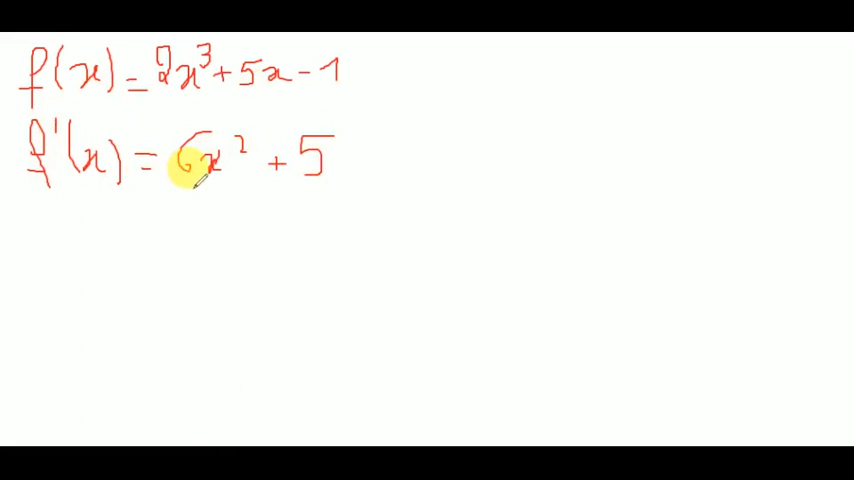 f(x) = 2x³ + 5x - 1
f'(x) = 6x² + 5